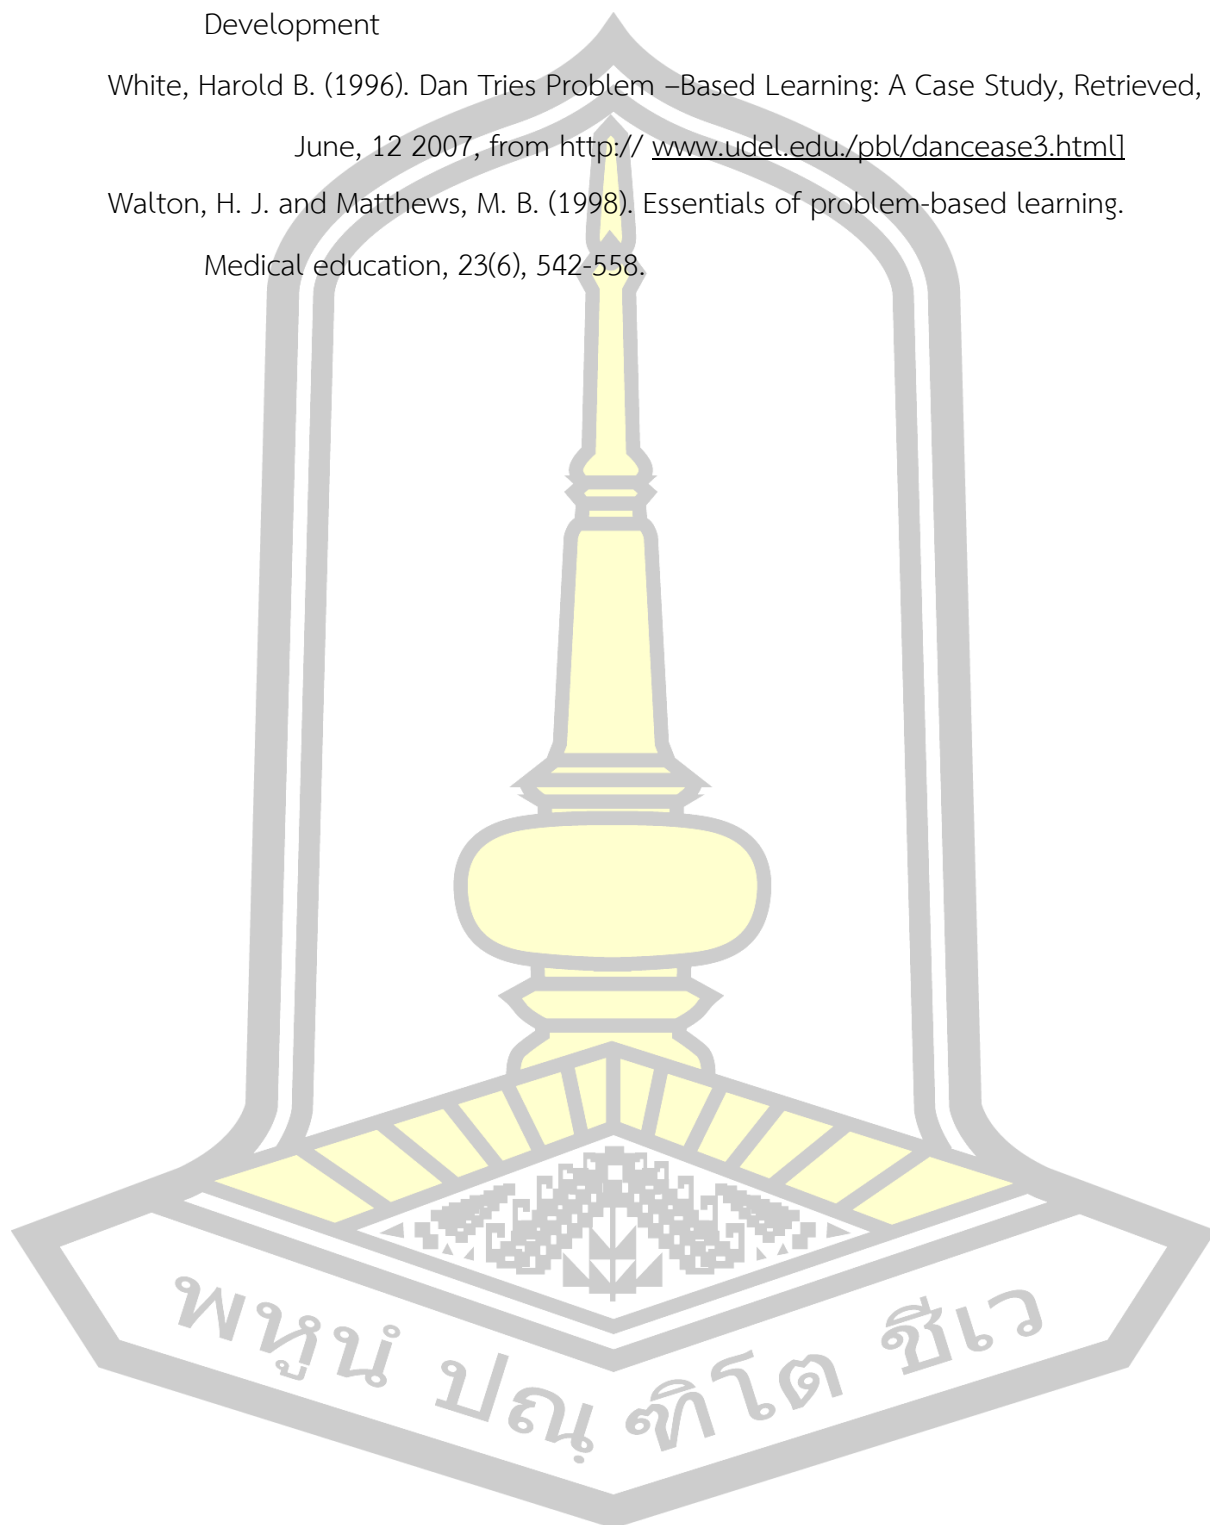 Development
White, Harold B. (1996). Dan Tries Problem –Based Learning: A Case Study, Retrieved,
June, 12 2007, from http:// www.udel.edu./pbl/dancease3.html]
Walton, H. J. and Matthews, M. B. (1998). Essentials of problem-based learning.
Medical education, 23(6), 542-558.
พหูนํ ปณฺฑิโต ชีเว